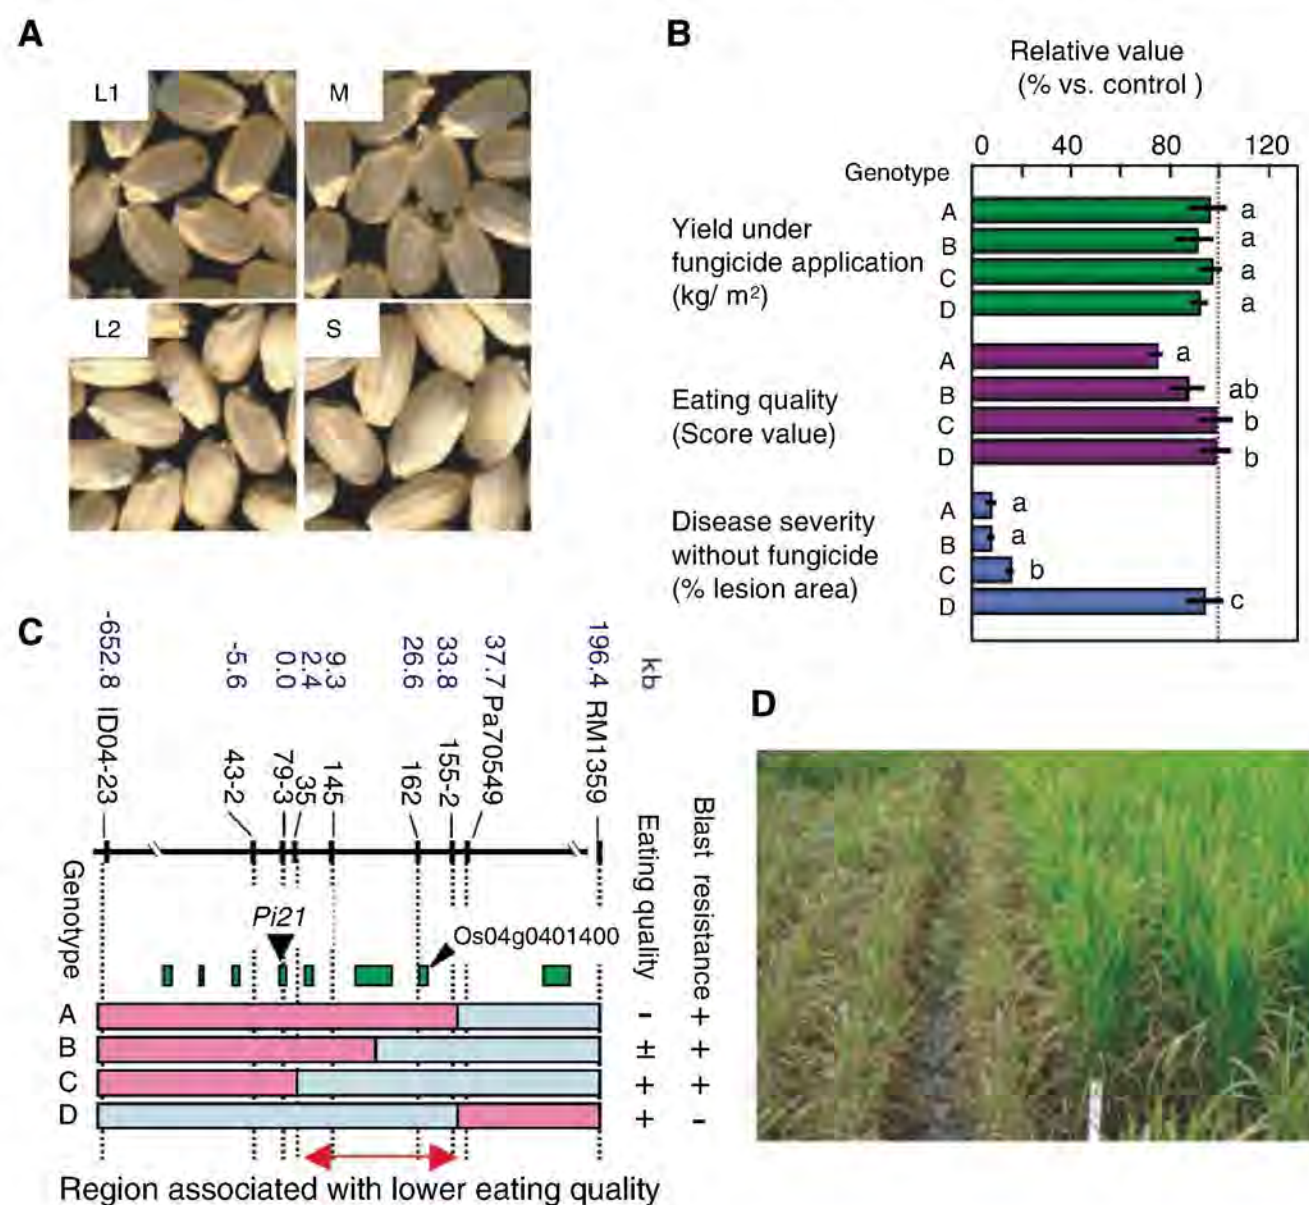 A
L1
M
L2
S
B
Relative value
(% vs. control )
0 40 80 120
Genotype
Yield under
fungicide application
(kg/ m²)
A a
B a
C a
D a
Eating quality
(Score value)
A a
B ab
C b
D b
Disease severity
without fungicide
(% lesion area)
A a
B a
C b
D c
C
-652.8 ID04-23
-5.6 43-2
0.0 79-3
2.4 35
9.3 145
26.6 162
33.8 155-2
37.7 Pa70549
196.4 RM1359
kb
Eating quality
Blast resistance
Genotype
Pi21
Os04g0401400
A - +
B ± +
C + +
D + -
Region associated with lower eating quality
D